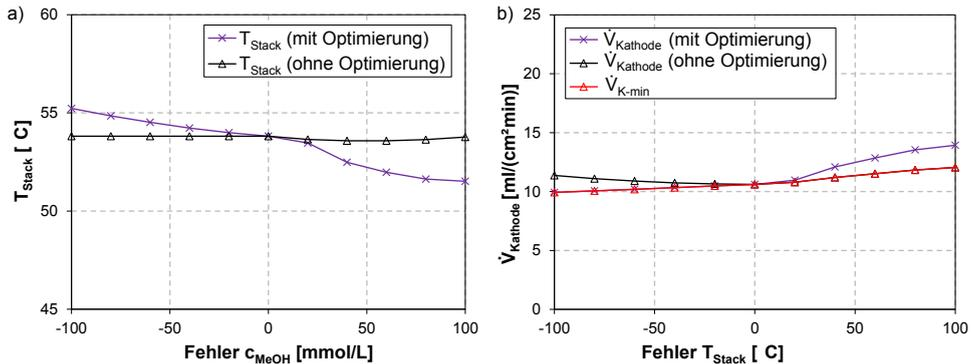 a)
T_Stack (mit Optimierung)
T_Stack (ohne Optimierung)
60
55
50
45
T_Stack [ C]
-100
-50
0
50
100
Fehler c_MeOH [mmol/L]
b)
V̇_Kathode (mit Optimierung)
V̇_Kathode (ohne Optimierung)
V̇_K-min
25
20
15
10
5
0
V̇_Kathode [ml/(cm²min)]
-100
-50
0
50
100
Fehler T_Stack [ C]